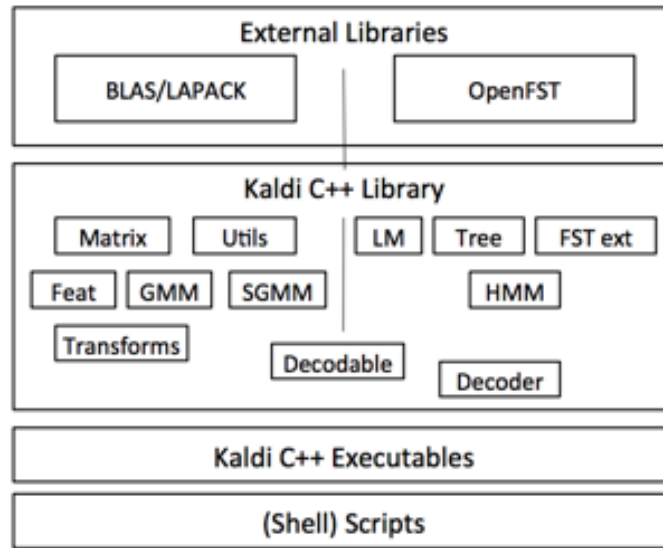 External Libraries
BLAS/LAPACK OpenFST
Kaldi C++ Library
Matrix Utils LM Tree FST ext
Feat GMM SGMM HMM
Transforms
Decodable
Decoder
Kaldi C++ Executables
(Shell) Scripts